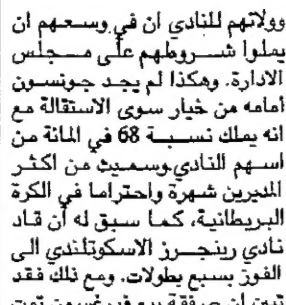 وولائهم للنادي ان في وسعهم ان
يملوا شروطهم على مجلس
الادارة. وهكذا لم يجد جونسون
أمامه من خيار سوى الاستقالة مع
انه يملك نسبة 68 في المائة من
اسهم النادي.وسميث من اكثر
المديرين شهرة واحتراما في الكرة
البريطانية، كما سبق له أن قاد
نادي رينجرز الاسكوتلندي الى
الفوز بسبع بطولات. ومع ذلك فقد